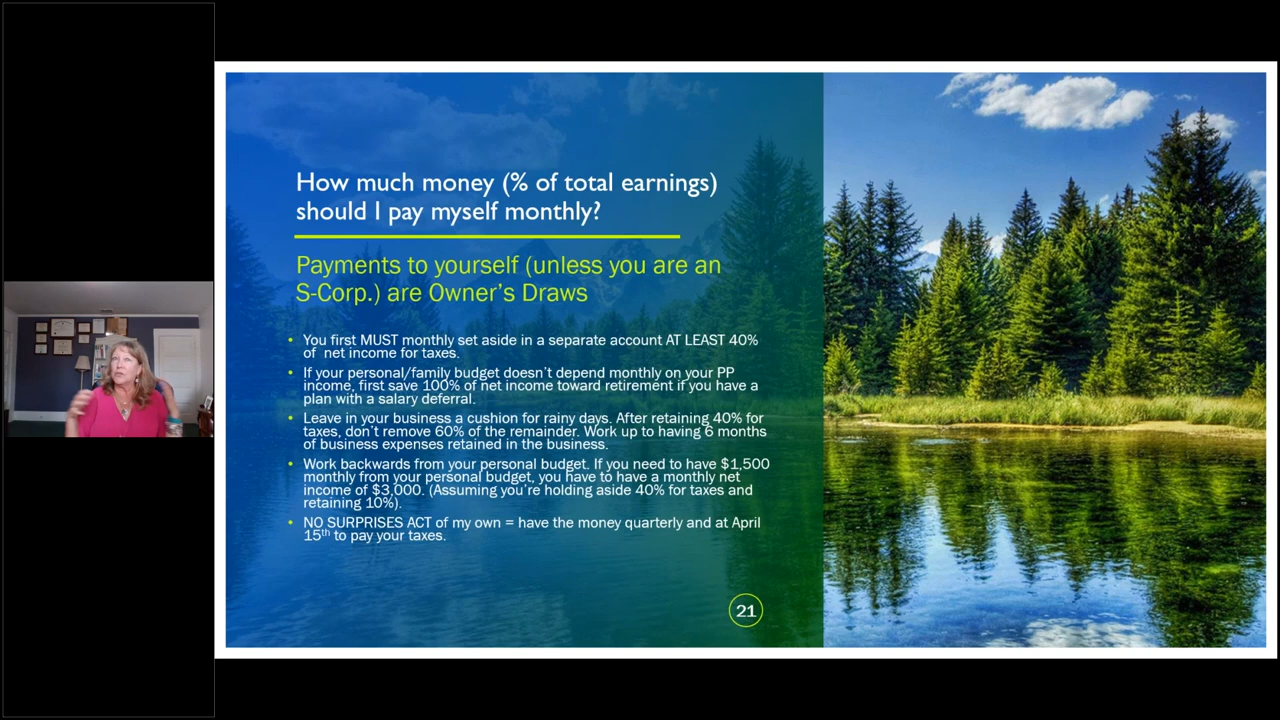 How much money (% of total earnings)
should I pay myself monthly?
Payments to yourself (unless you are an
S-Corp.) are Owner's Draws
• You first MUST monthly set aside in a separate account AT LEAST 40%
of net income for taxes.
• If your personal/family budget doesn't depend monthly on your PP
income, first save 100% of net income toward retirement if you have a
plan with a salary deferral.
• Leave in your business a cushion for rainy days. After retaining 40% for
taxes, don't remove 60% of the remainder. Work up to having 6 months
of business expenses retained in the business.
• Work backwards from your personal budget. If you need to have $1,500
monthly from your personal budget, you have to have a monthly net
income of $3,000. (Assuming you're holding aside 40% for taxes and
retaining 10%).
• NO SURPRISES ACT of my own = have the money quarterly and at April
15th to pay your taxes.
21